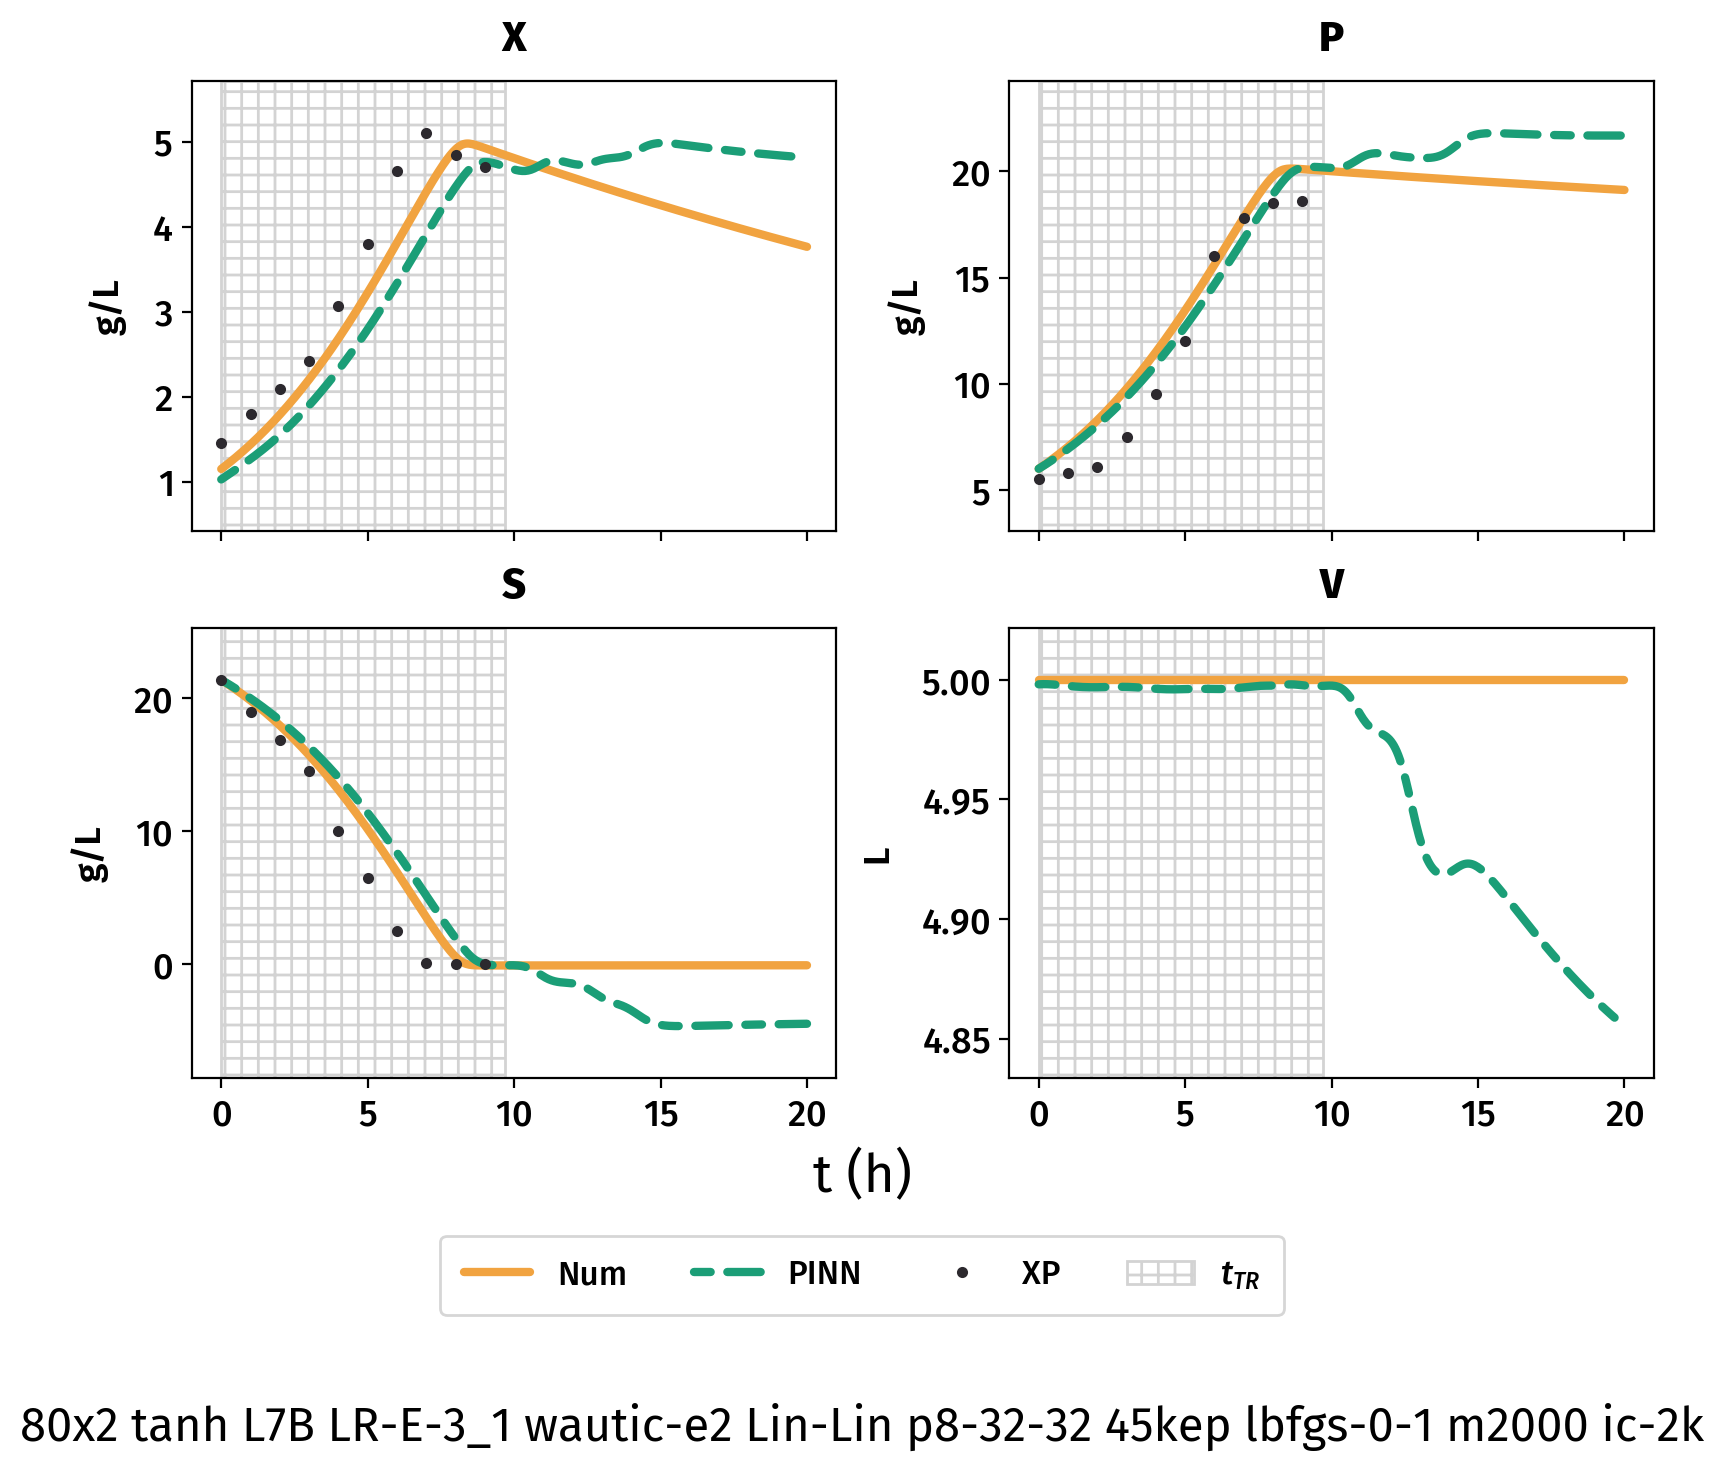 X
P
5
4
3
2
1
g/L
20
15
10
5
g/L
S
V
20
10
0
g/L
5.00
4.95
4.90
4.85
L
0 5 10 15 20
0 5 10 15 20
t (h)
Num PINN XP tTR
80x2 tanh L7B LR-E-3_1 wautic-e2 Lin-Lin p8-32-32 45kep lbfgs-0-1 m2000 ic-2k